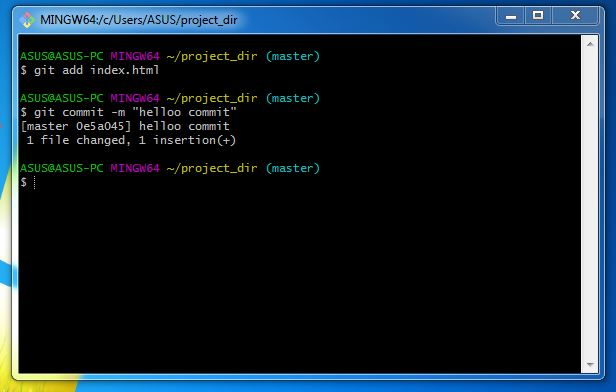 MINGW64:/c/Users/ASUS/project_dir
ASUS@ASUS-PC MINGW64 ~/project_dir (master)
$ git add index.html
ASUS@ASUS-PC MINGW64 ~/project_dir (master)
$ git commit -m "helloo commit"
[master 0e5a045] helloo commit
1 file changed, 1 insertion(+)
ASUS@ASUS-PC MINGW64 ~/project_dir (master)
$